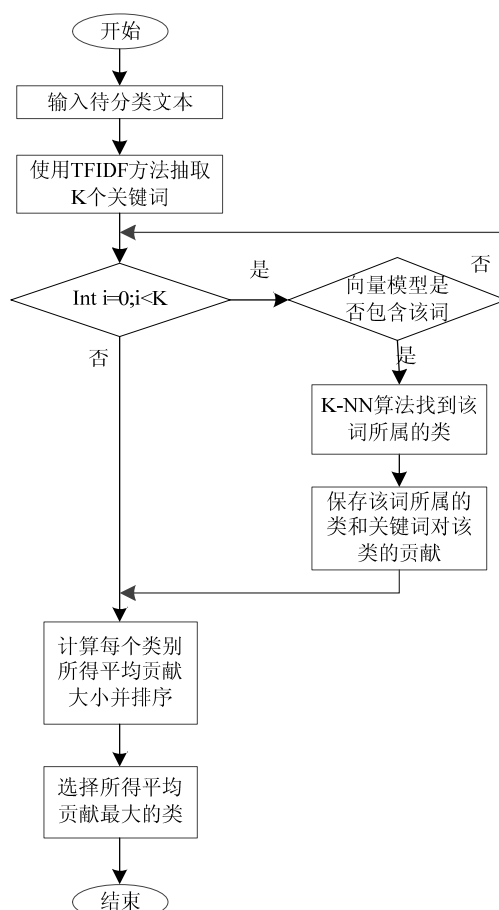 开始
输入待分类文本
使用TFIDF方法抽取
K个关键词
Int i=0;i<K
是
向量模型是
否包含该词
否
否
是
K-NN算法找到该
词所属的类
保存该词所属的
类和关键词对该
类的贡献
计算每个类别
所得平均贡献
大小并排序
选择所得平均
贡献最大的类
结束